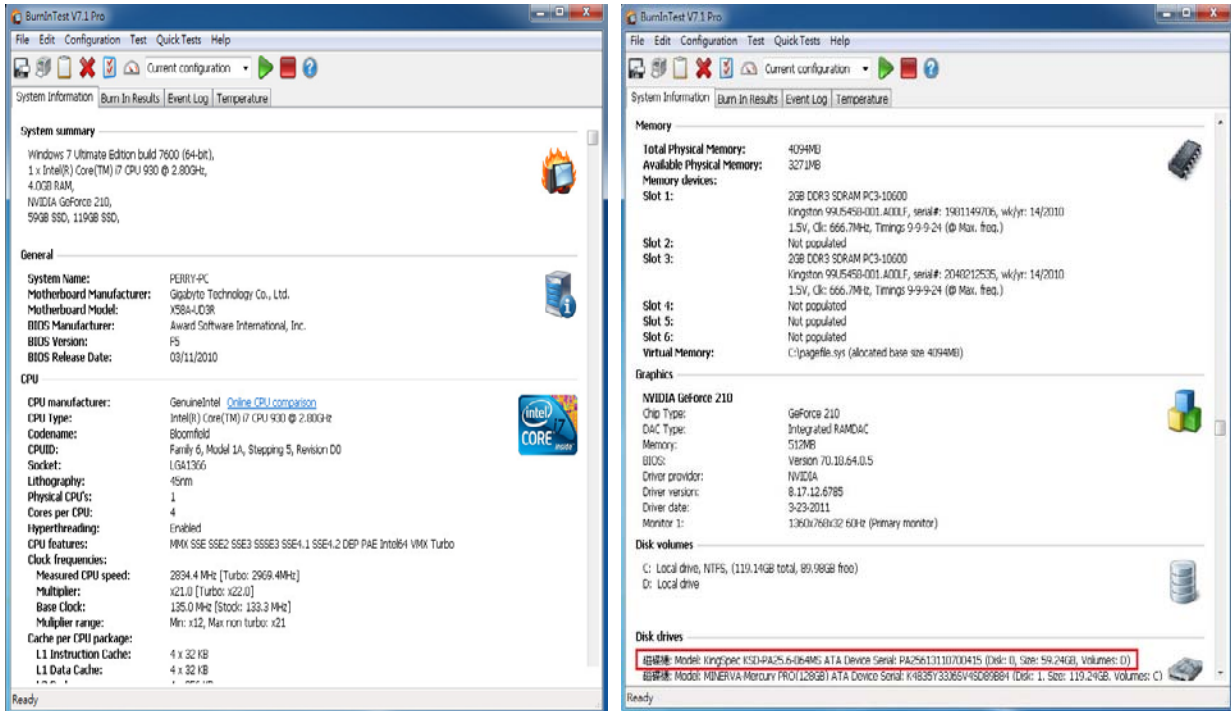 BurnInTest V7.1 Pro
File Edit Configuration Test Quick Tests Help
Current configuration
System Information Burn In Results Event Log Temperature
System summary
Windows 7 Ultimate Edition build 7600 (64-bit),
1 x Intel(R) Core(TM) i7 CPU 930 @ 2.80GHz,
4.0GB RAM,
NVIDIA GeForce 210,
59GB SSD, 119GB SSD,
General
System Name: PERRY-PC
Motherboard Manufacturer: Gigabyte Technology Co., Ltd.
Motherboard Model: X58A-UD3R
BIOS Manufacturer: Award Software International, Inc.
BIOS Version: F5
BIOS Release Date: 03/11/2010
CPU
CPU manufacturer: GenuineIntel Online CPU comparison
CPU Type: Intel(R) Core(TM) i7 CPU 930 @ 2.80GHz
Codename: Bloomfield
CPUID: Family 6, Model 1A, Stepping 5, Revision D0
Socket: LGA1366
Lithography: 45nm
Physical CPU's: 1
Cores per CPU: 4
Hyperthreading: Enabled
CPU features: MMX SSE SSE2 SSE3 SSSE3 SSE4.1 SSE4.2 DEP PAE Intel64 VMX Turbo
Clock frequencies:
Measured CPU speed: 2834.4 MHz [Turbo: 2969.4MHz]
Multiplier: x21.0 [Turbo: x22.0]
Base Clock: 135.0 MHz [Stock: 133.3 MHz]
Muliplier range: Min: x12, Max non turbo: x21
Cache per CPU package:
L1 Instruction Cache: 4 x 32 KB
L1 Data Cache: 4 x 32 KB
Ready
intel
CORE i7
inside
BurnInTest V7.1 Pro
File Edit Configuration Test Quick Tests Help
Current configuration
System Information Burn In Results Event Log Temperature
Memory
Total Physical Memory: 4094MB
Available Physical Memory: 3271MB
Memory devices:
Slot 1: 2GB DDR3 SDRAM PC3-10600
Kingston 99U5458-001.A00LF, serial#: 1981149706, wk/yr: 14/2010
1.5V, Clk: 666.7MHz, Timings 9-9-9-24 (@ Max. freq.)
Slot 2: Not populated
Slot 3: 2GB DDR3 SDRAM PC3-10600
Kingston 99U5458-001.A00LF, serial#: 2048212535, wk/yr: 14/2010
1.5V, Clk: 666.7MHz, Timings 9-9-9-24 (@ Max. freq.)
Slot 4: Not populated
Slot 5: Not populated
Slot 6: Not populated
Virtual Memory: C:\pagefile.sys (allocated base size 4094MB)
Graphics
NVIDIA GeForce 210
Chip Type: GeForce 210
DAC Type: Integrated RAMDAC
Memory: 512MB
BIOS: Version 70.18.64.0.5
Driver provider: NVIDIA
Driver version: 8.17.12.6785
Driver date: 3-23-2011
Monitor 1: 1360x768x32 60Hz (Primary monitor)
Disk volumes
C: Local drive, NTFS, (119.14GB total, 89.98GB free)
D: Local drive
Disk drives
磁碟機: Model: KingSpec KSD-PA25.6-064MS ATA Device Serial: PA25613110700415 (Disk: 0, Size: 59.24GB, Volumes: D)
磁碟機: Model: MINERVA-Mercury PRO(128GB) ATA Device Serial: (Disk: 1, Size: 119.24GB, Volumes: C)
Ready